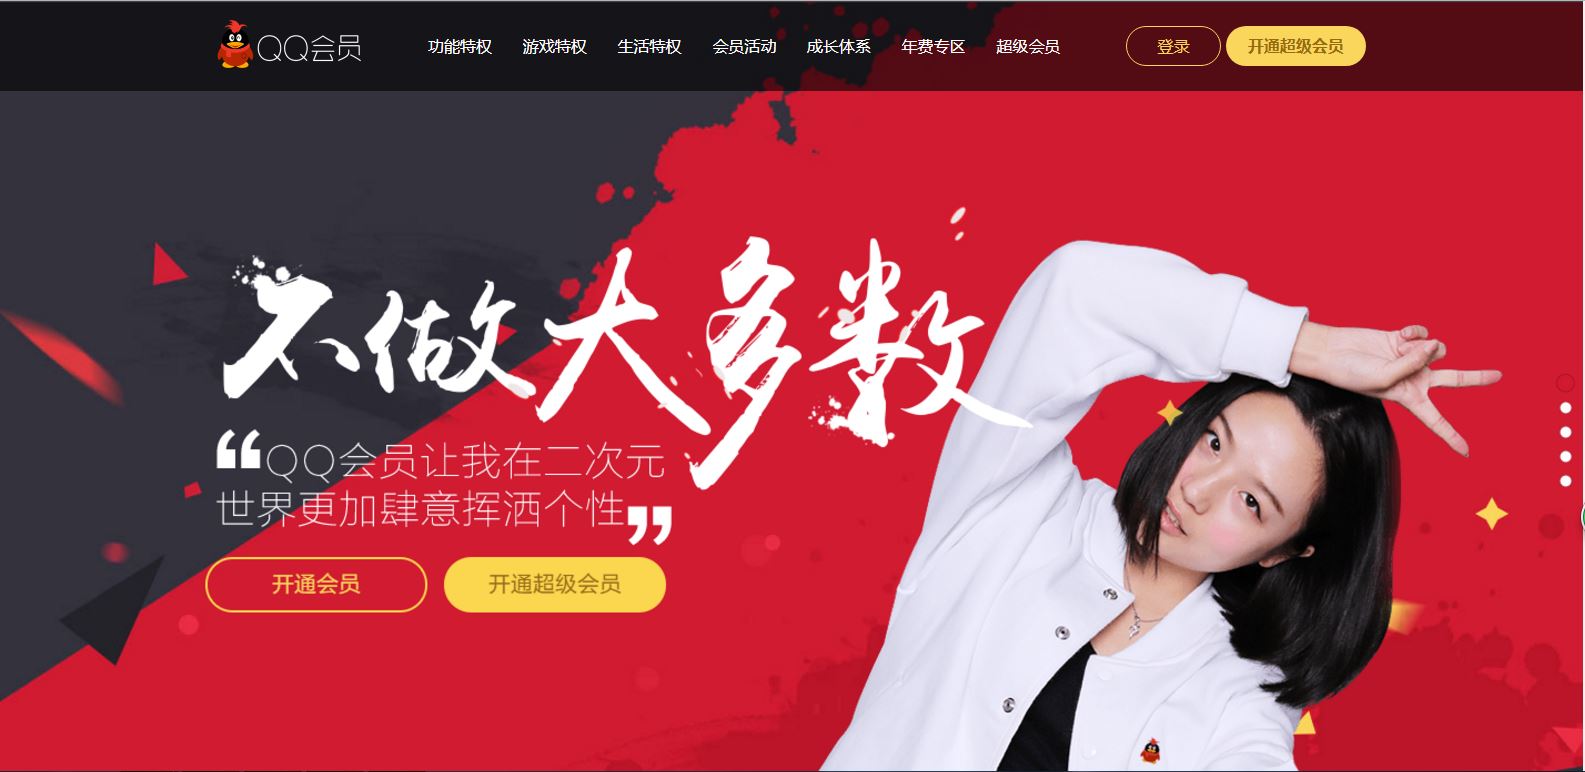 QQ会员
功能特权 游戏特权 生活特权 会员活动 成长体系 年费专区 超级会员
登录 开通超级会员
不做大多数
“QQ会员让我在二次元
世界更加肆意挥洒个性”
开通会员 开通超级会员